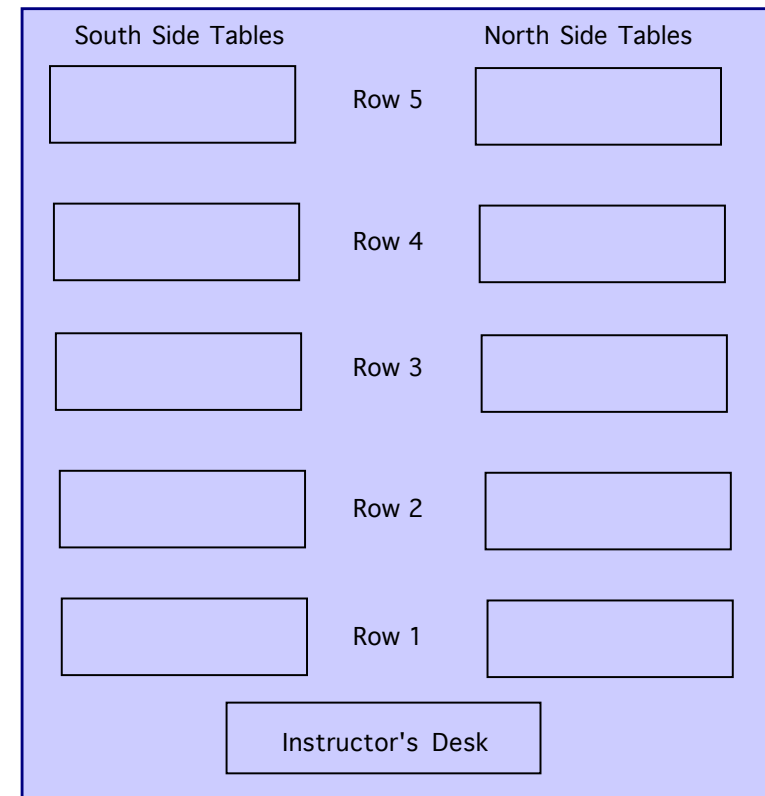 South Side Tables
North Side Tables
Row 5
Row 4
Row 3
Row 2
Row 1
Instructor's Desk